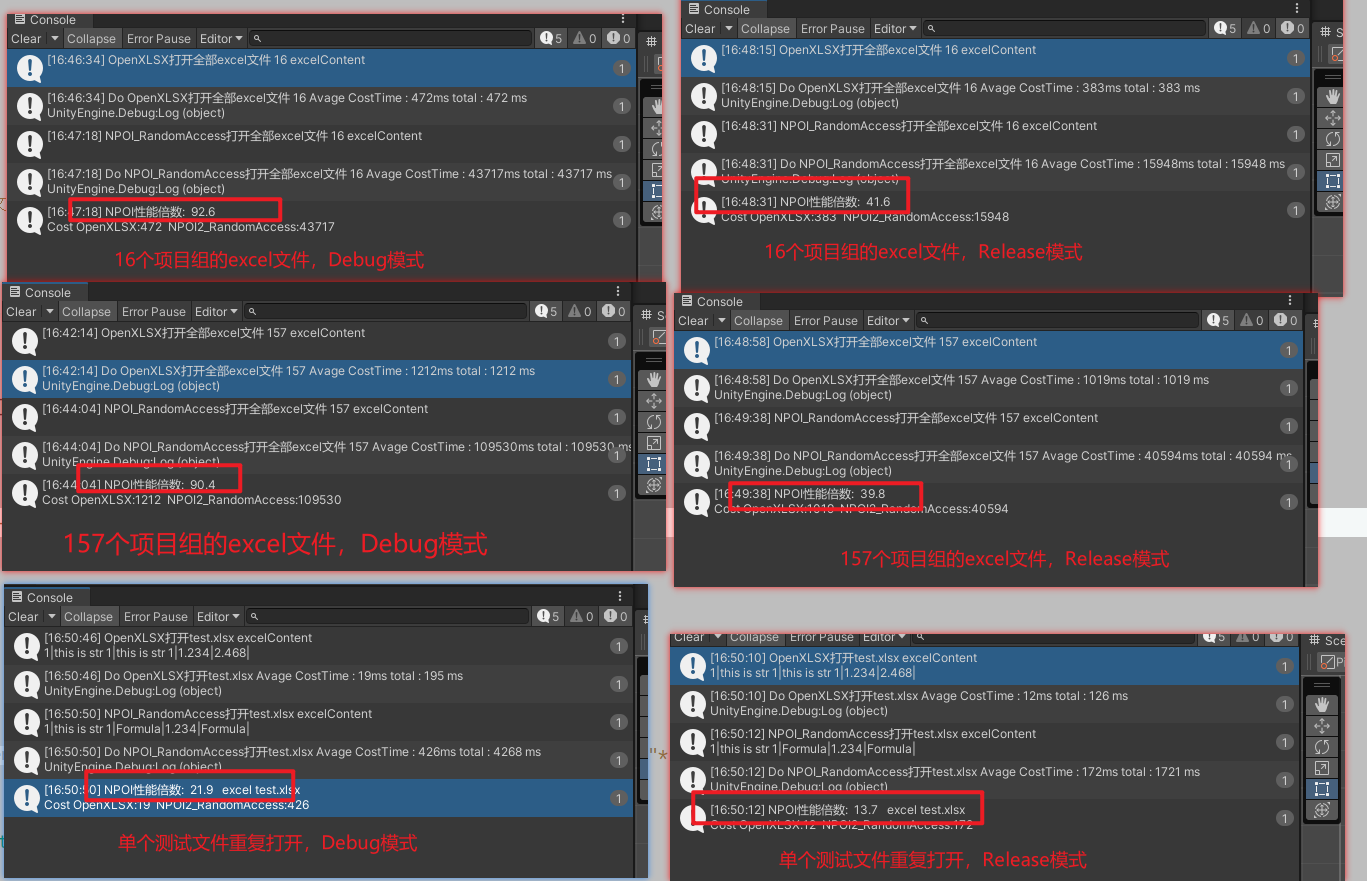 Console
Clear Collapse Error Pause Editor 5 0 0
[16:46:34] OpenXLSX打开全部excel文件 16 excelContent
1
[16:46:34] Do OpenXLSX打开全部excel文件 16 Avage CostTime : 472ms total : 472 ms
UnityEngine.Debug:Log (object)
1
[16:47:18] NPOI_RandomAccess打开全部excel文件 16 excelContent
1
[16:47:18] Do NPOI_RandomAccess打开全部excel文件 16 Avage CostTime : 43717ms total : 43717 ms
UnityEngine.Debug:Log (object)
1
[16:47:18] NPOI性能倍数: 92.6
Cost OpenXLSX:472 NPOI2_RandomAccess:43717
1
16个项目组的excel文件，Debug模式
Console
Clear Collapse Error Pause Editor 5 0 0
[16:48:15] OpenXLSX打开全部excel文件 16 excelContent
1
[16:48:15] Do OpenXLSX打开全部excel文件 16 Avage CostTime : 383ms total : 383 ms
UnityEngine.Debug:Log (object)
1
[16:48:31] NPOI_RandomAccess打开全部excel文件 16 excelContent
1
[16:48:31] Do NPOI_RandomAccess打开全部excel文件 16 Avage CostTime : 15948ms total : 15948 ms
UnityEngine.Debug:Log (object)
1
[16:48:31] NPOI性能倍数: 41.6
Cost OpenXLSX:383 NPOI2_RandomAccess:15948
1
16个项目组的excel文件，Release模式
Console
Clear Collapse Error Pause Editor 5 0 0
[16:42:14] OpenXLSX打开全部excel文件 157 excelContent
1
[16:42:14] Do OpenXLSX打开全部excel文件 157 Avage CostTime : 1212ms total : 1212 ms
UnityEngine.Debug:Log (object)
1
[16:44:04] NPOI_RandomAccess打开全部excel文件 157 excelContent
1
[16:44:04] Do NPOI_RandomAccess打开全部excel文件 157 Avage CostTime : 109530ms total : 109530 ms
UnityEngine.Debug:Log (object)
1
[16:44:04] NPOI性能倍数: 90.4
Cost OpenXLSX:1212 NPOI2_RandomAccess:109530
1
157个项目组的excel文件，Debug模式
Console
Clear Collapse Error Pause Editor 5 0 0
[16:48:58] OpenXLSX打开全部excel文件 157 excelContent
1
[16:48:58] Do OpenXLSX打开全部excel文件 157 Avage CostTime : 1019ms total : 1019 ms
UnityEngine.Debug:Log (object)
1
[16:49:38] NPOI_RandomAccess打开全部excel文件 157 excelContent
1
[16:49:38] Do NPOI_RandomAccess打开全部excel文件 157 Avage CostTime : 40594ms total : 40594 ms
UnityEngine.Debug:Log (object)
1
[16:49:38] NPOI性能倍数: 39.8
Cost OpenXLSX:1019 NPOI2_RandomAccess:40594
1
157个项目组的excel文件，Release模式
Console
Clear Collapse Error Pause Editor 5 0 0
[16:50:46] OpenXLSX打开test.xlsx excelContent
1|this is str 1|this is str 1|1.234|2.468|
1
[16:50:46] Do OpenXLSX打开test.xlsx Avage CostTime : 19ms total : 195 ms
UnityEngine.Debug:Log (object)
1
[16:50:50] NPOI_RandomAccess打开test.xlsx excelContent
1|this is str 1|Formula|1.234|Formula|
1
[16:50:50] Do NPOI_RandomAccess打开test.xlsx Avage CostTime : 426ms total : 4268 ms
UnityEngine.Debug:Log (object)
1
[16:50:50] NPOI性能倍数: 21.9 excel test.xlsx
Cost OpenXLSX:19 NPOI2_RandomAccess:426
1
单个测试文件重复打开，Debug模式
Clear Collapse Error Pause Editor 5 0 0
[16:50:10] OpenXLSX打开test.xlsx excelContent
1|this is str 1|this is str 1|1.234|2.468|
1
[16:50:10] Do OpenXLSX打开test.xlsx Avage CostTime : 12ms total : 126 ms
UnityEngine.Debug:Log (object)
1
[16:50:12] NPOI_RandomAccess打开test.xlsx excelContent
1|this is str 1|Formula|1.234|Formula|
1
[16:50:12] Do NPOI_RandomAccess打开test.xlsx Avage CostTime : 172ms total : 1721 ms
UnityEngine.Debug:Log (object)
1
[16:50:12] NPOI性能倍数: 13.7 excel test.xlsx
Cost OpenXLSX:12 NPOI2_RandomAccess:172
1
单个测试文件重复打开，Release模式